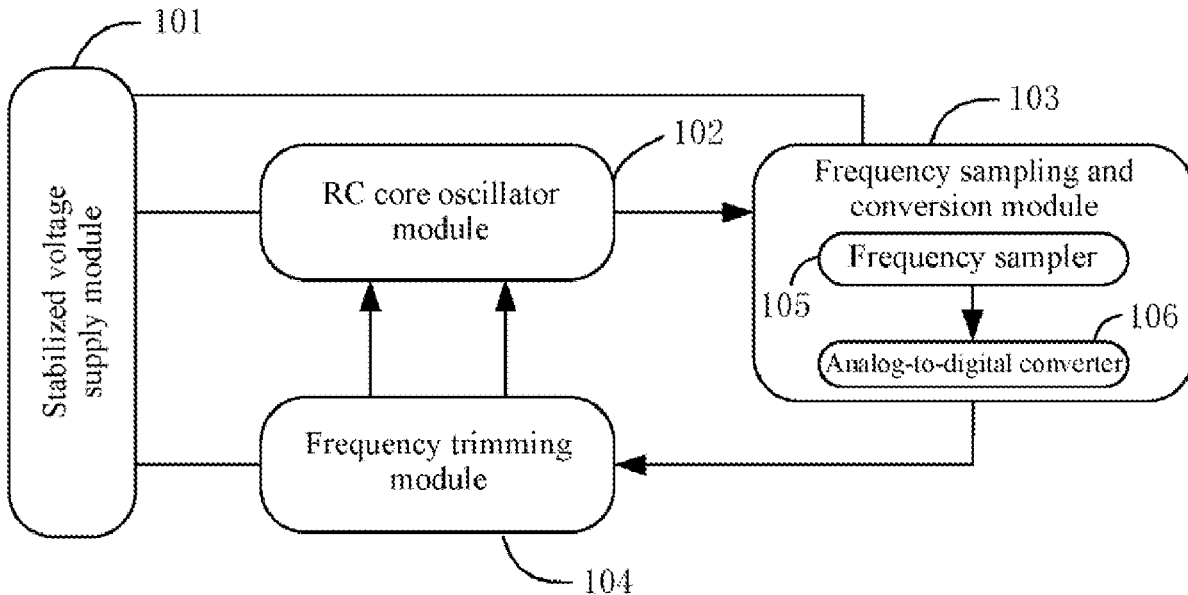 101
Stabilized voltage
supply module
102
RC core oscillator
module
103
Frequency sampling and
conversion module
Frequency sampler
105
106
Analog-to-digital converter
Frequency trimming
module
104